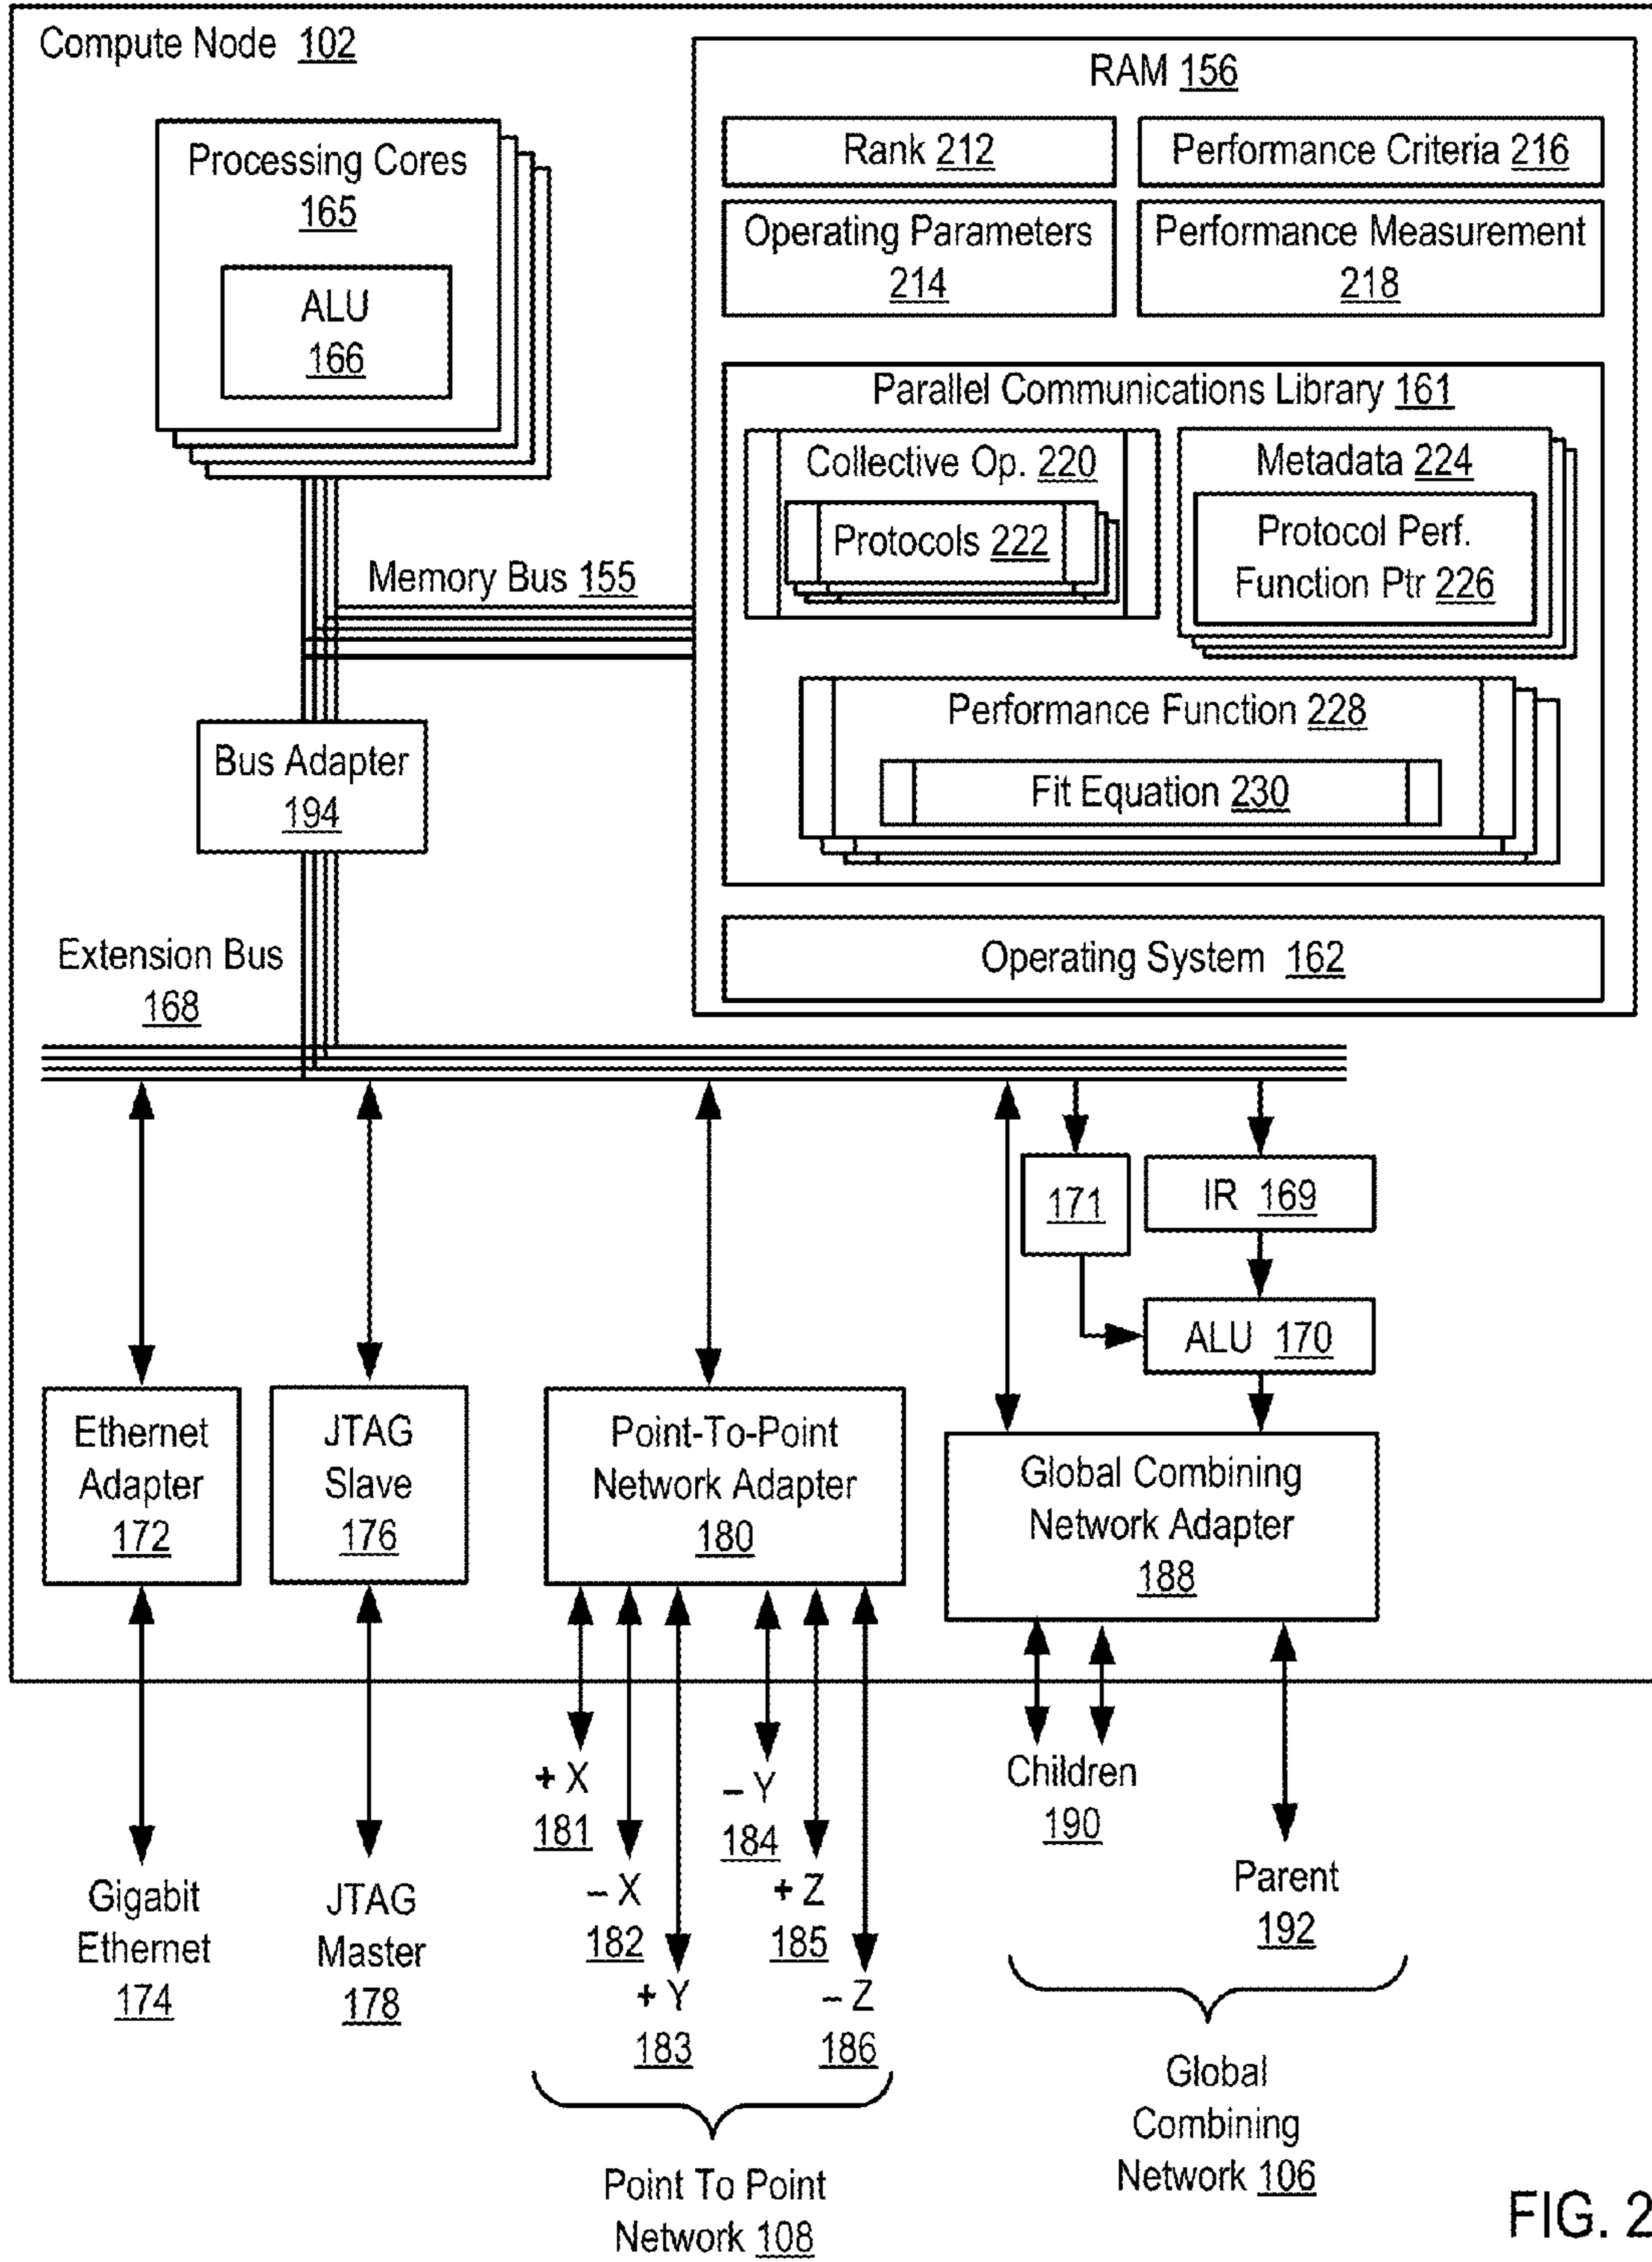 Compute Node 102
RAM 156
Processing Cores
165
ALU
166
Rank 212
Performance Criteria 216
Operating Parameters
214
Performance Measurement
218
Parallel Communications Library 161
Collective Op. 220
Protocols 222
Metadata 224
Protocol Perf.
Function Ptr 226
Memory Bus 155
Performance Function 228
Fit Equation 230
Bus Adapter
194
Operating System 162
Extension Bus
168
171
IR 169
ALU 170
Ethernet
Adapter
172
JTAG
Slave
176
Point-To-Point
Network Adapter
180
Global Combining
Network Adapter
188
+ X
181
– X
182
+ Y
183
– Y
184
+ Z
185
– Z
186
Children
190
Parent
192
Gigabit
Ethernet
174
JTAG
Master
178
Point To Point
Network 108
Global
Combining
Network 106
FIG. 2